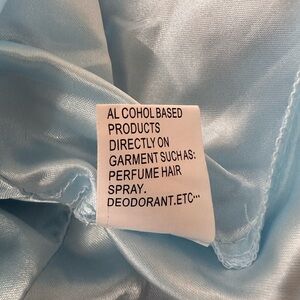 AL COHOL BASED
PRODUCTS
DIRECTLY ON
GARMENT SUCH AS:
PERFUME HAIR
SPRAY.
DEODORANT.ETC…